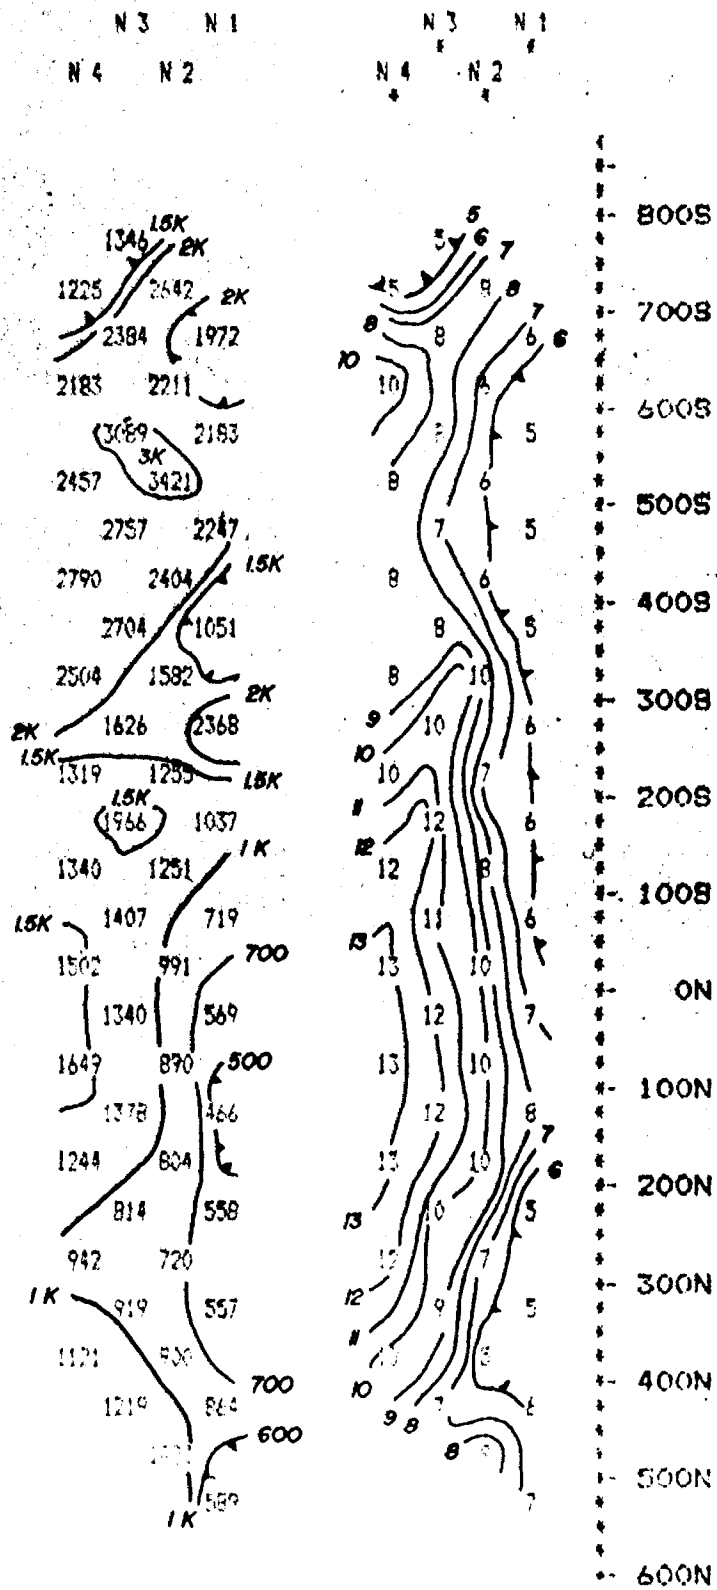 N 3 N 1 N 3 N 1
* *
N 4 N 2 N 4 N 2
* *
5
1.5K 6
1346 2K 7 800S
1225 2642 2K 8 8 7 700S
2384 1972 8 8 6 6
10
2183 2211 10 600S
3089 2183 5
3K
2457 3421 8 6 500S
2757 2247 7 5
1.5K
2790 2404 8 6 400S
2704 1051 8 5
2504 1582 8 10 300S
2K 9
2K 1626 2368 10 6
1.5K 10
1319 1255 1.5K 10 7 200S
1.5K 11
1966 1037 12 6
1K 12
1340 1251 12 8 100S
1.5K 1407 719 11 6
700 13
1502 991 13 10 0N
1340 569 12 7
1649 890 500 13 10 100N
1378 466 12 8
7
1244 804 13 10 6 200N
814 558 13 10
942 720 7 300N
1K 12
919 557 9 5
11
1121 400N
700 10
1219 864 9 8 7 6
600 8
500N
589 7
1K
600N